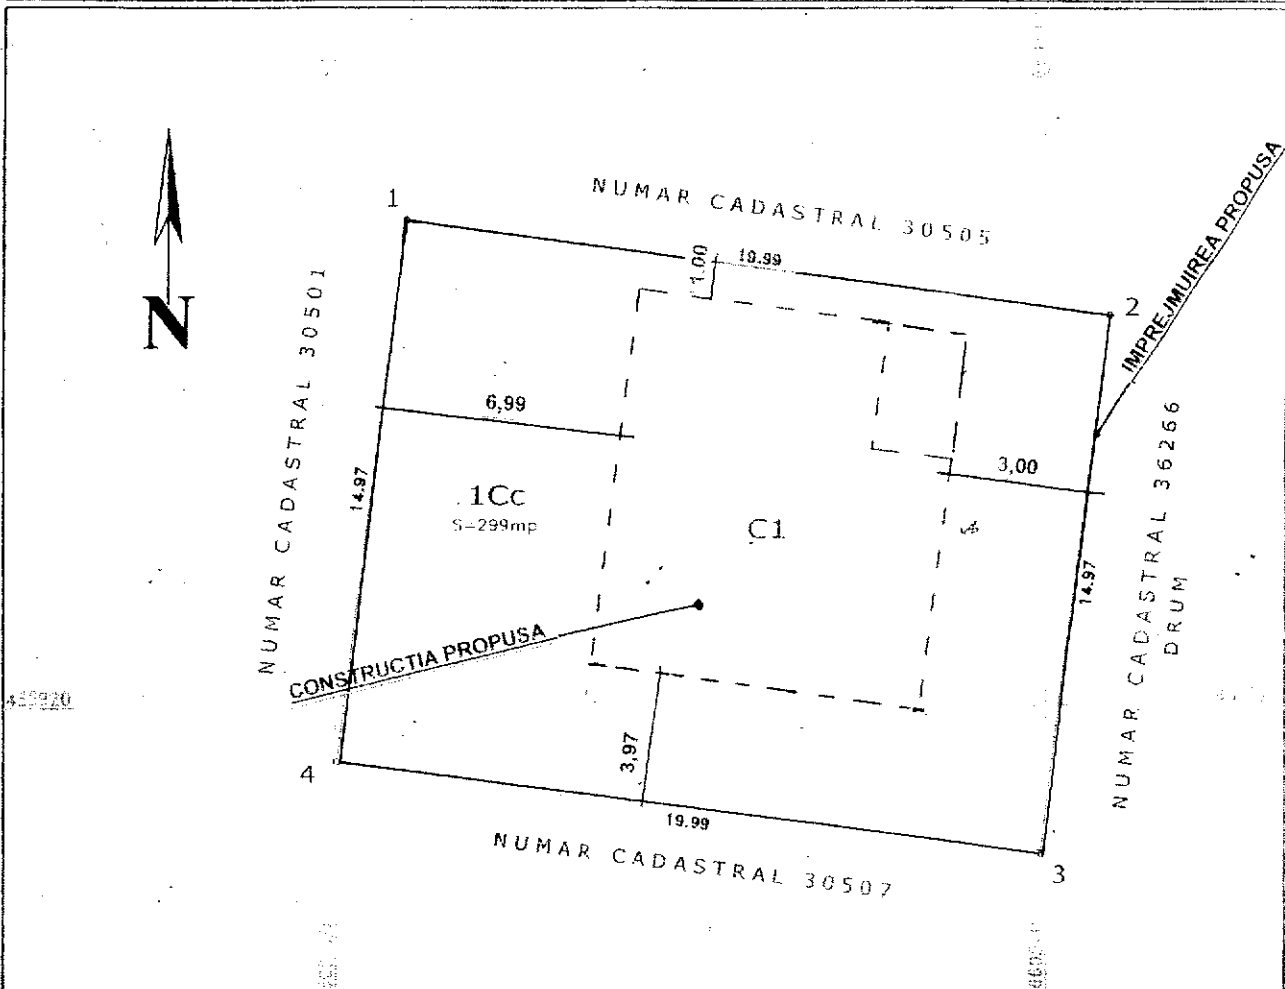 N
1
NUMAR CADASTRAL 30505
1.00
19.99
2
IMPREJMUIREA PROPUSA
NUMAR CADASTRAL 30501
6,99
3,00
14.97
1Cc
S-299mp
C1
14.97
NUMAR CADASTRAL 36266
DRUM
CONSTRUCTIA PROPUSA
3,97
4
19.99
NUMAR CADASTRAL 30507
3